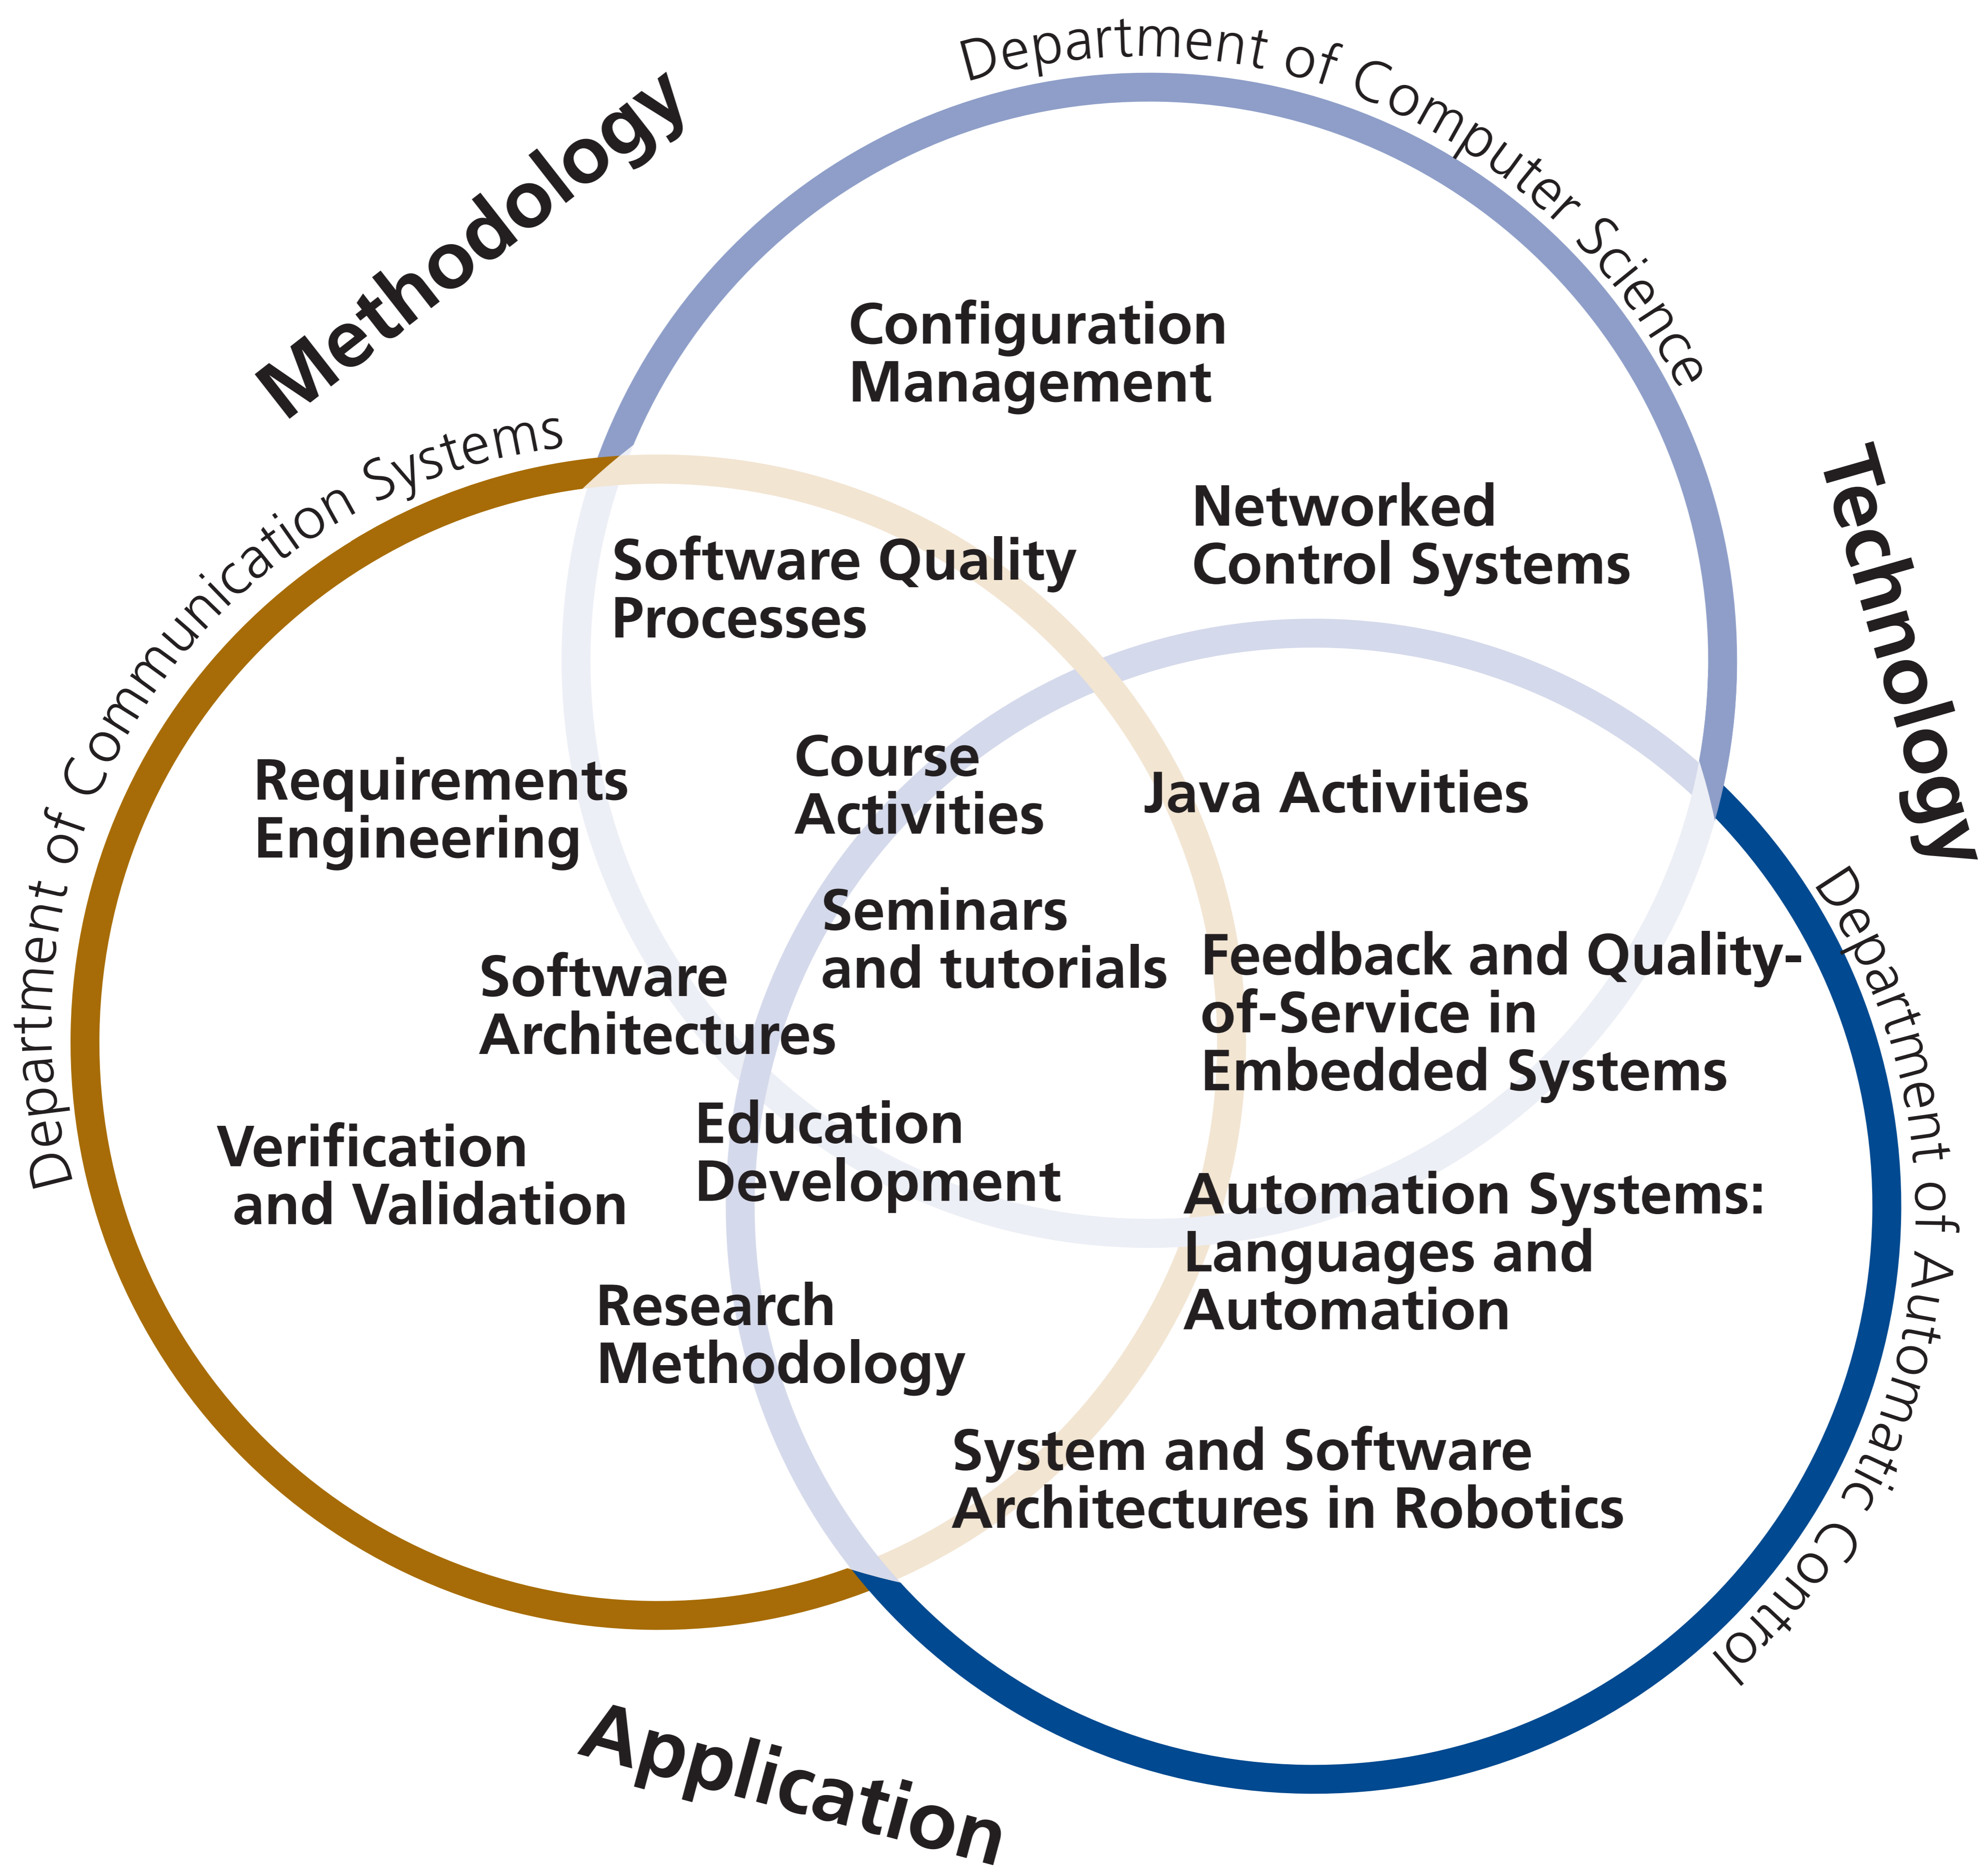 Department of Computer Science
Methodology
Configuration
Management
Department of Communication Systems
Technology
Networked
Control Systems
Software Quality
Processes
Requirements
Engineering
Course
Activities
Java Activities
Seminars
and tutorials
Software
Architectures
Feedback and Quality-
of-Service in
Embedded Systems
Department of Automatic Control
Education
Development
Verification
and Validation
Automation Systems:
Languages and
Automation
Research
Methodology
System and Software
Architectures in Robotics
Application